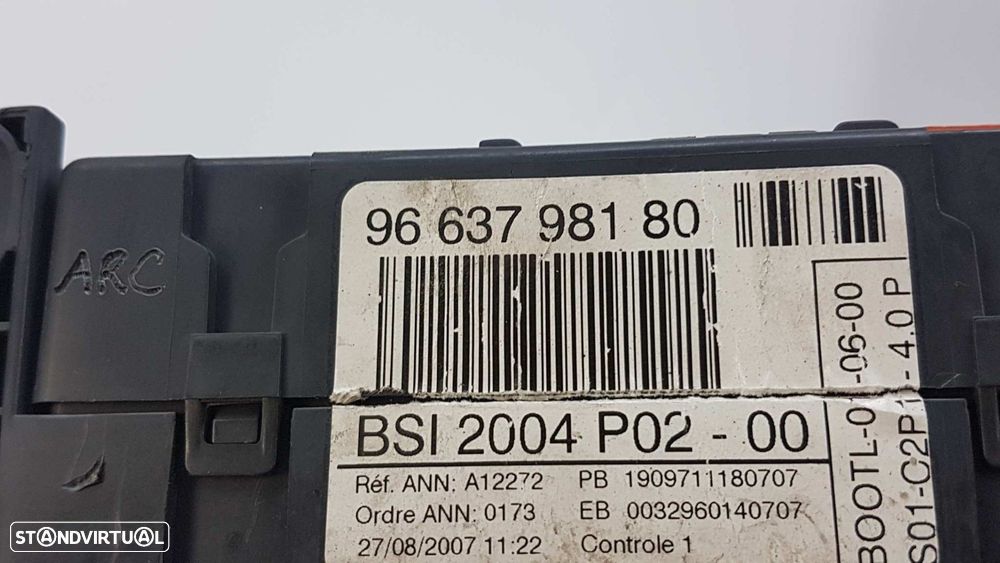 ARC
96 637 981 80
BSI 2004 P02 - 00
Réf. ANN: A12272 PB 1909711180707
Ordre ANN: 0173 EB 0032960140707
27/08/2007 11:22 Controle 1
-06-00
- 4.0 P
BOOTL-0
S01-C2P1
STANDVIRTUAL